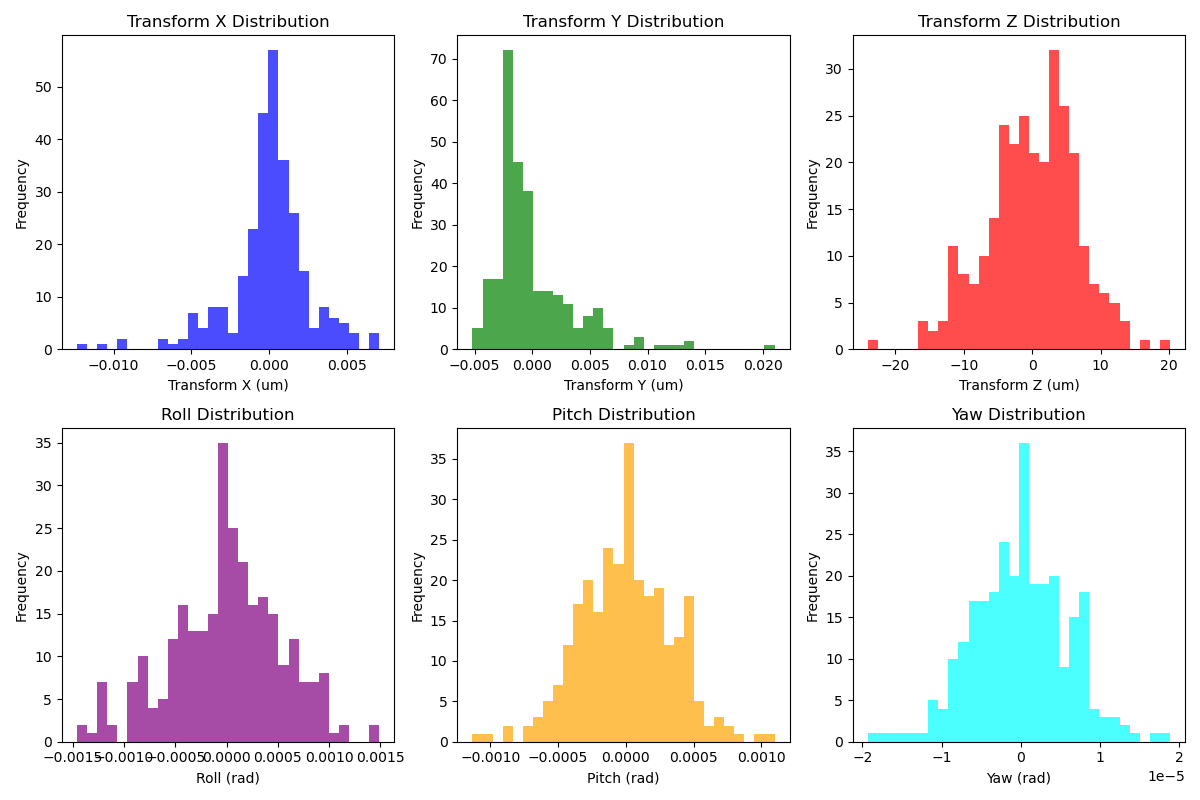 Transform X Distribution
Frequency
50
40
30
20
10
0
−0.010 −0.005 0.000 0.005
Transform X (um)
Transform Y Distribution
Frequency
70
60
50
40
30
20
10
0
−0.005 0.000 0.005 0.010 0.015 0.020
Transform Y (um)
Transform Z Distribution
Frequency
30
25
20
15
10
5
0
−20 −10 0 10 20
Transform Z (um)
Roll Distribution
Frequency
35
30
25
20
15
10
5
0
−0.0015 −0.0010 −0.0005 0.0000 0.0005 0.0010 0.0015
Roll (rad)
Pitch Distribution
Frequency
35
30
25
20
15
10
5
0
−0.0010 −0.0005 0.0000 0.0005 0.0010
Pitch (rad)
Yaw Distribution
Frequency
35
30
25
20
15
10
5
0
−2 −1 0 1 2
1e−5
Yaw (rad)